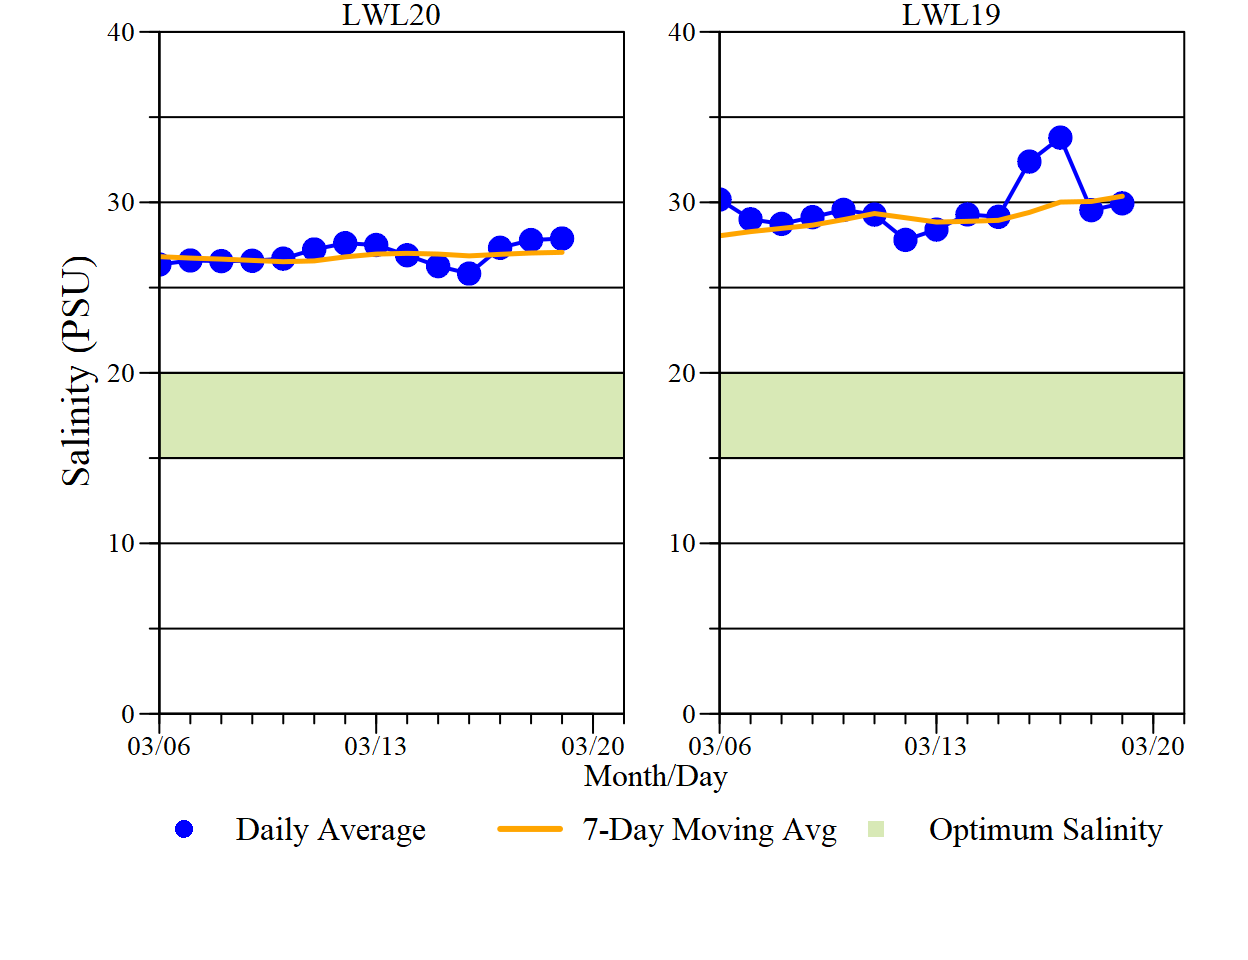 LWL20
LWL19
40
30
20
10
0
40
30
20
10
0
Salinity (PSU)
03/06
03/13
03/20
03/06
03/13
03/20
Month/Day
Daily Average
7-Day Moving Avg
Optimum Salinity